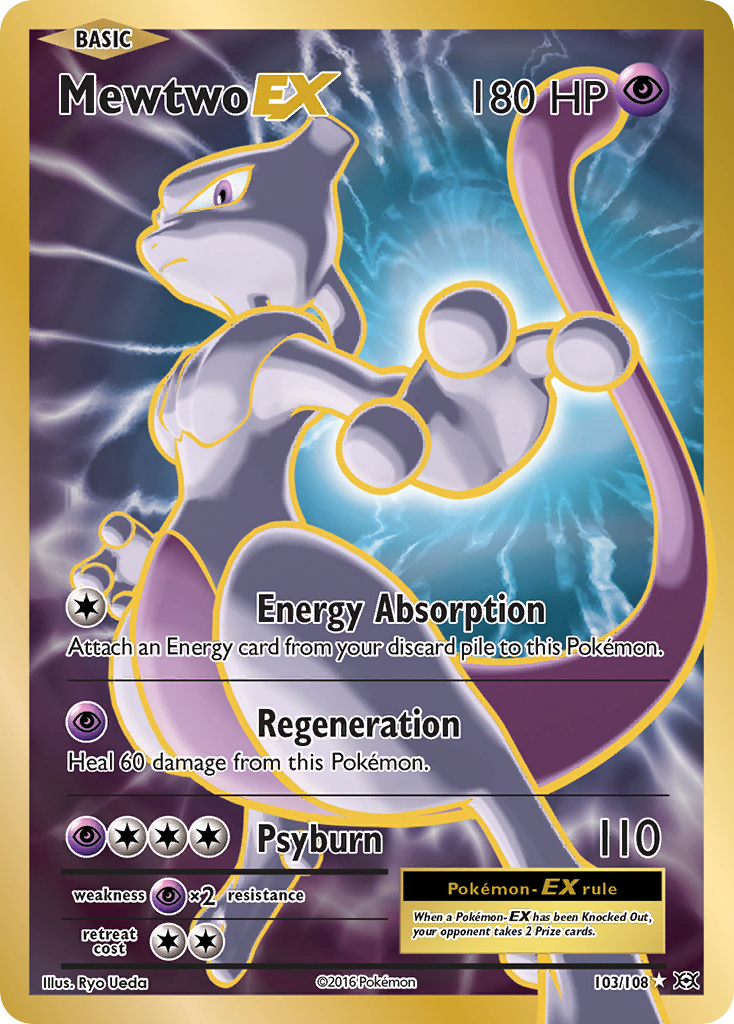 BASIC
Mewtwo EX 180 HP
Energy Absorption
Attach an Energy card from your discard pile to this Pokémon.
Regeneration
Heal 60 damage from this Pokémon.
Psyburn 110
weakness ×2 resistance
Pokémon-EX rule
When a Pokémon-EX has been Knocked Out,
your opponent takes 2 Prize cards.
retreat
cost
Illus. Ryo Ueda ©2016 Pokémon 103/108